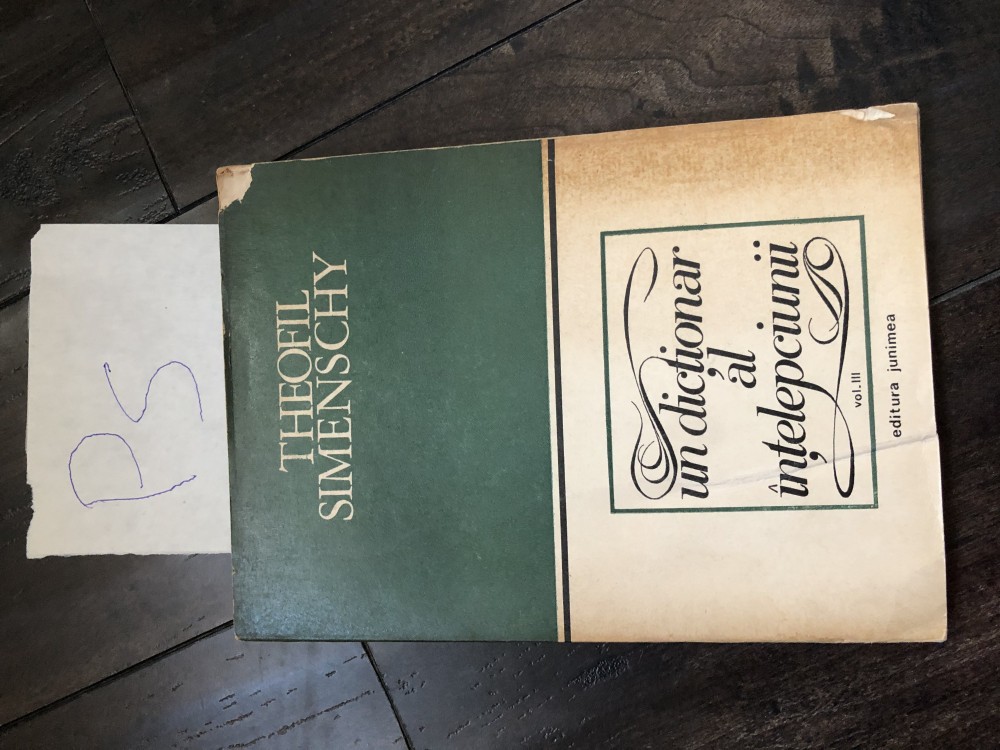 PS
THEOFIL
SIMENSCHY
un dicționar
al
înțelepciunii
vol.III
editura junimea